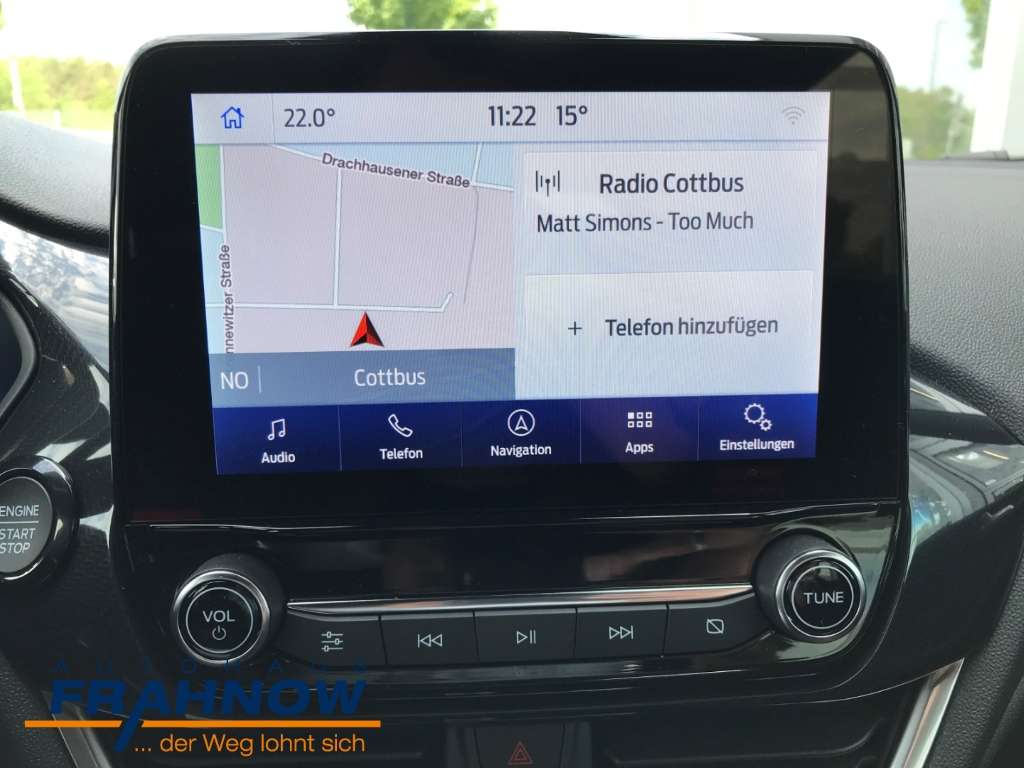 22.0° 11:22 15°
Drachhausener Straße
Radio Cottbus
Matt Simons - Too Much
Telefon hinzufügen
NO Cottbus
Audio Telefon Navigation Apps Einstellungen
ENGINE
START
STOP
VOL
TUNE
AUTOHAUS
FRAHNOW
... der Weg lohnt sich